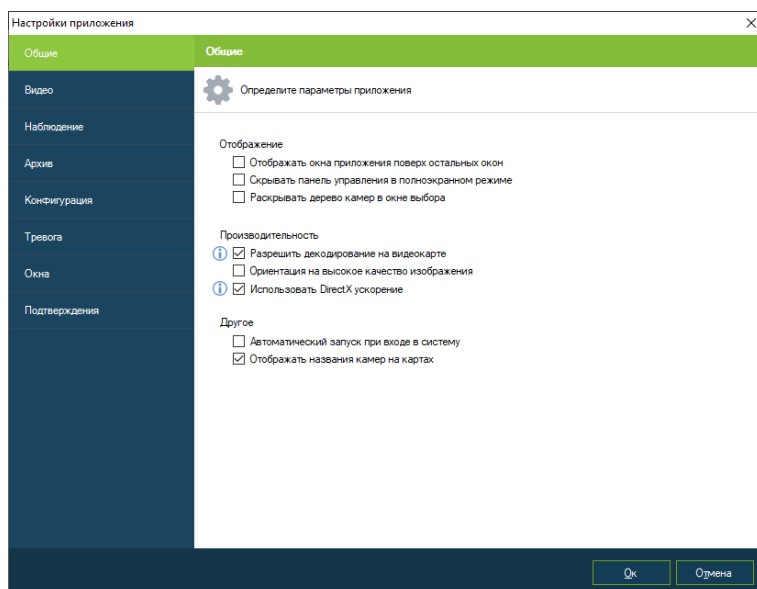 Настройки приложения
Общие
Общие
Видео
Определите параметры приложения
Наблюдение
Архив
Конфигурация
Тревога
Окна
Подтверждения
Отображение
Отображать окна приложения поверх остальных окон
Скрывать панель управления в полноэкранном режиме
Раскрывать дерево камер в окне выбора
Производительность
Разрешить декодирование на видеокарте
Ориентация на высокое качество изображения
Использовать DirectX ускорение
Другое
Автоматический запуск при входе в систему
Отображать названия камер на картах
Ок
Отмена